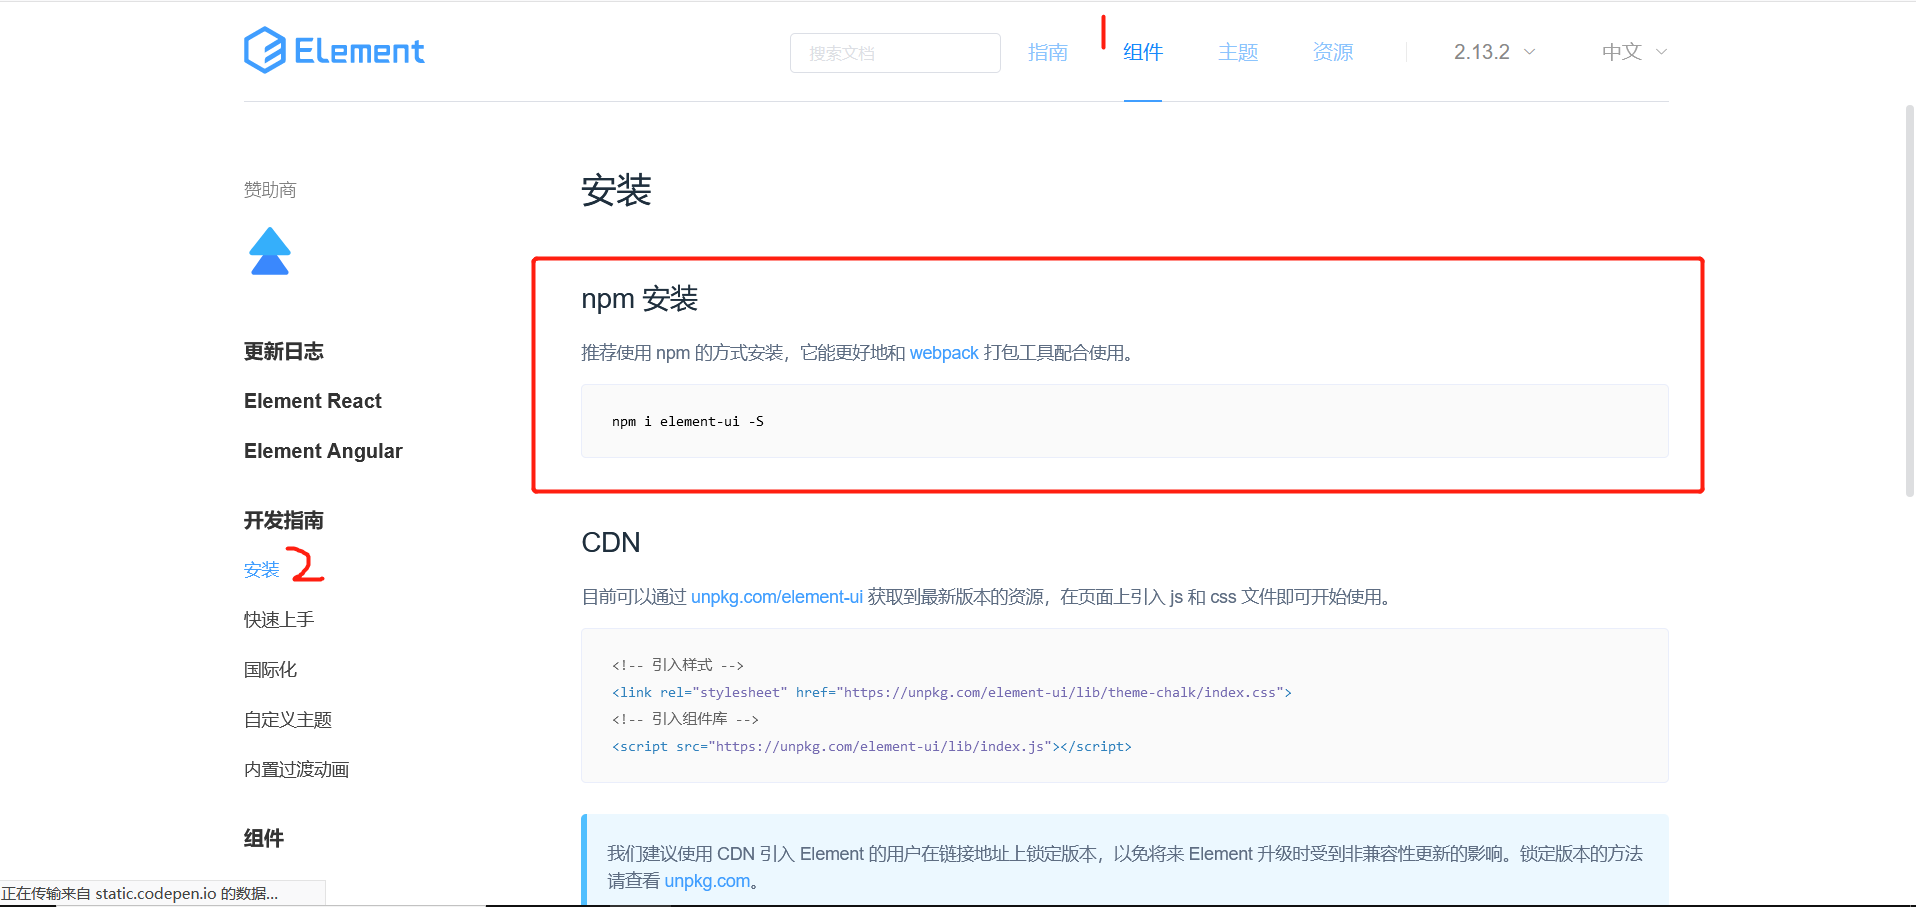 Element
搜索文档
指南
1
组件
主题
资源
2.13.2
中文
赞助商
更新日志
Element React
Element Angular
开发指南
安装 2
快速上手
国际化
自定义主题
内置过渡动画
组件
安装
npm 安装
推荐使用 npm 的方式安装，它能更好地和 webpack 打包工具配合使用。
npm i element-ui -S
CDN
目前可以通过 unpkg.com/element-ui 获取到最新版本的资源，在页面上引入 js 和 css 文件即可开始使用。
<!-- 引入样式 -->
<link rel="stylesheet" href="https://unpkg.com/element-ui/lib/theme-chalk/index.css">
<!-- 引入组件库 -->
<script src="https://unpkg.com/element-ui/lib/index.js"></script>
我们建议使用 CDN 引入 Element 的用户在链接地址上锁定版本，以免将来 Element 升级时受到非兼容性更新的影响。锁定版本的方法
请查看 unpkg.com。
正在传输来自 static.codepen.io 的数据...